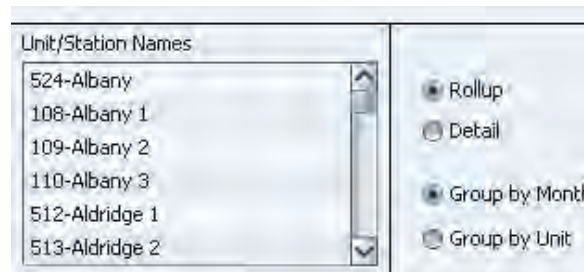 Unit/Station Names
524-Albany
108-Albany 1
109-Albany 2
110-Albany 3
512-Aldridge 1
513-Aldridge 2
Rollup
Detail
Group by Month
Group by Unit